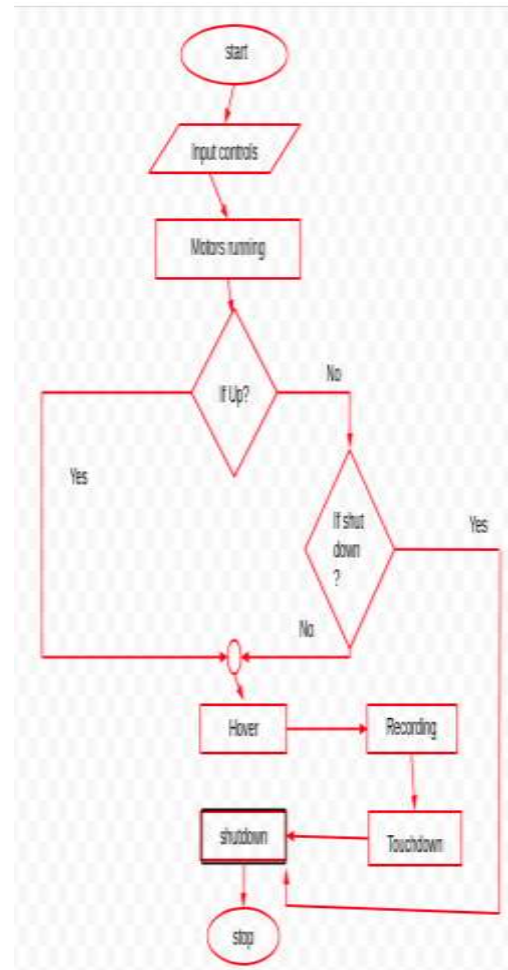 start
Input controls
Motors running
If Up?
No
Yes
If shut
down
?
Yes
No
Hover
Recording
shutdown
Touchdown
stop